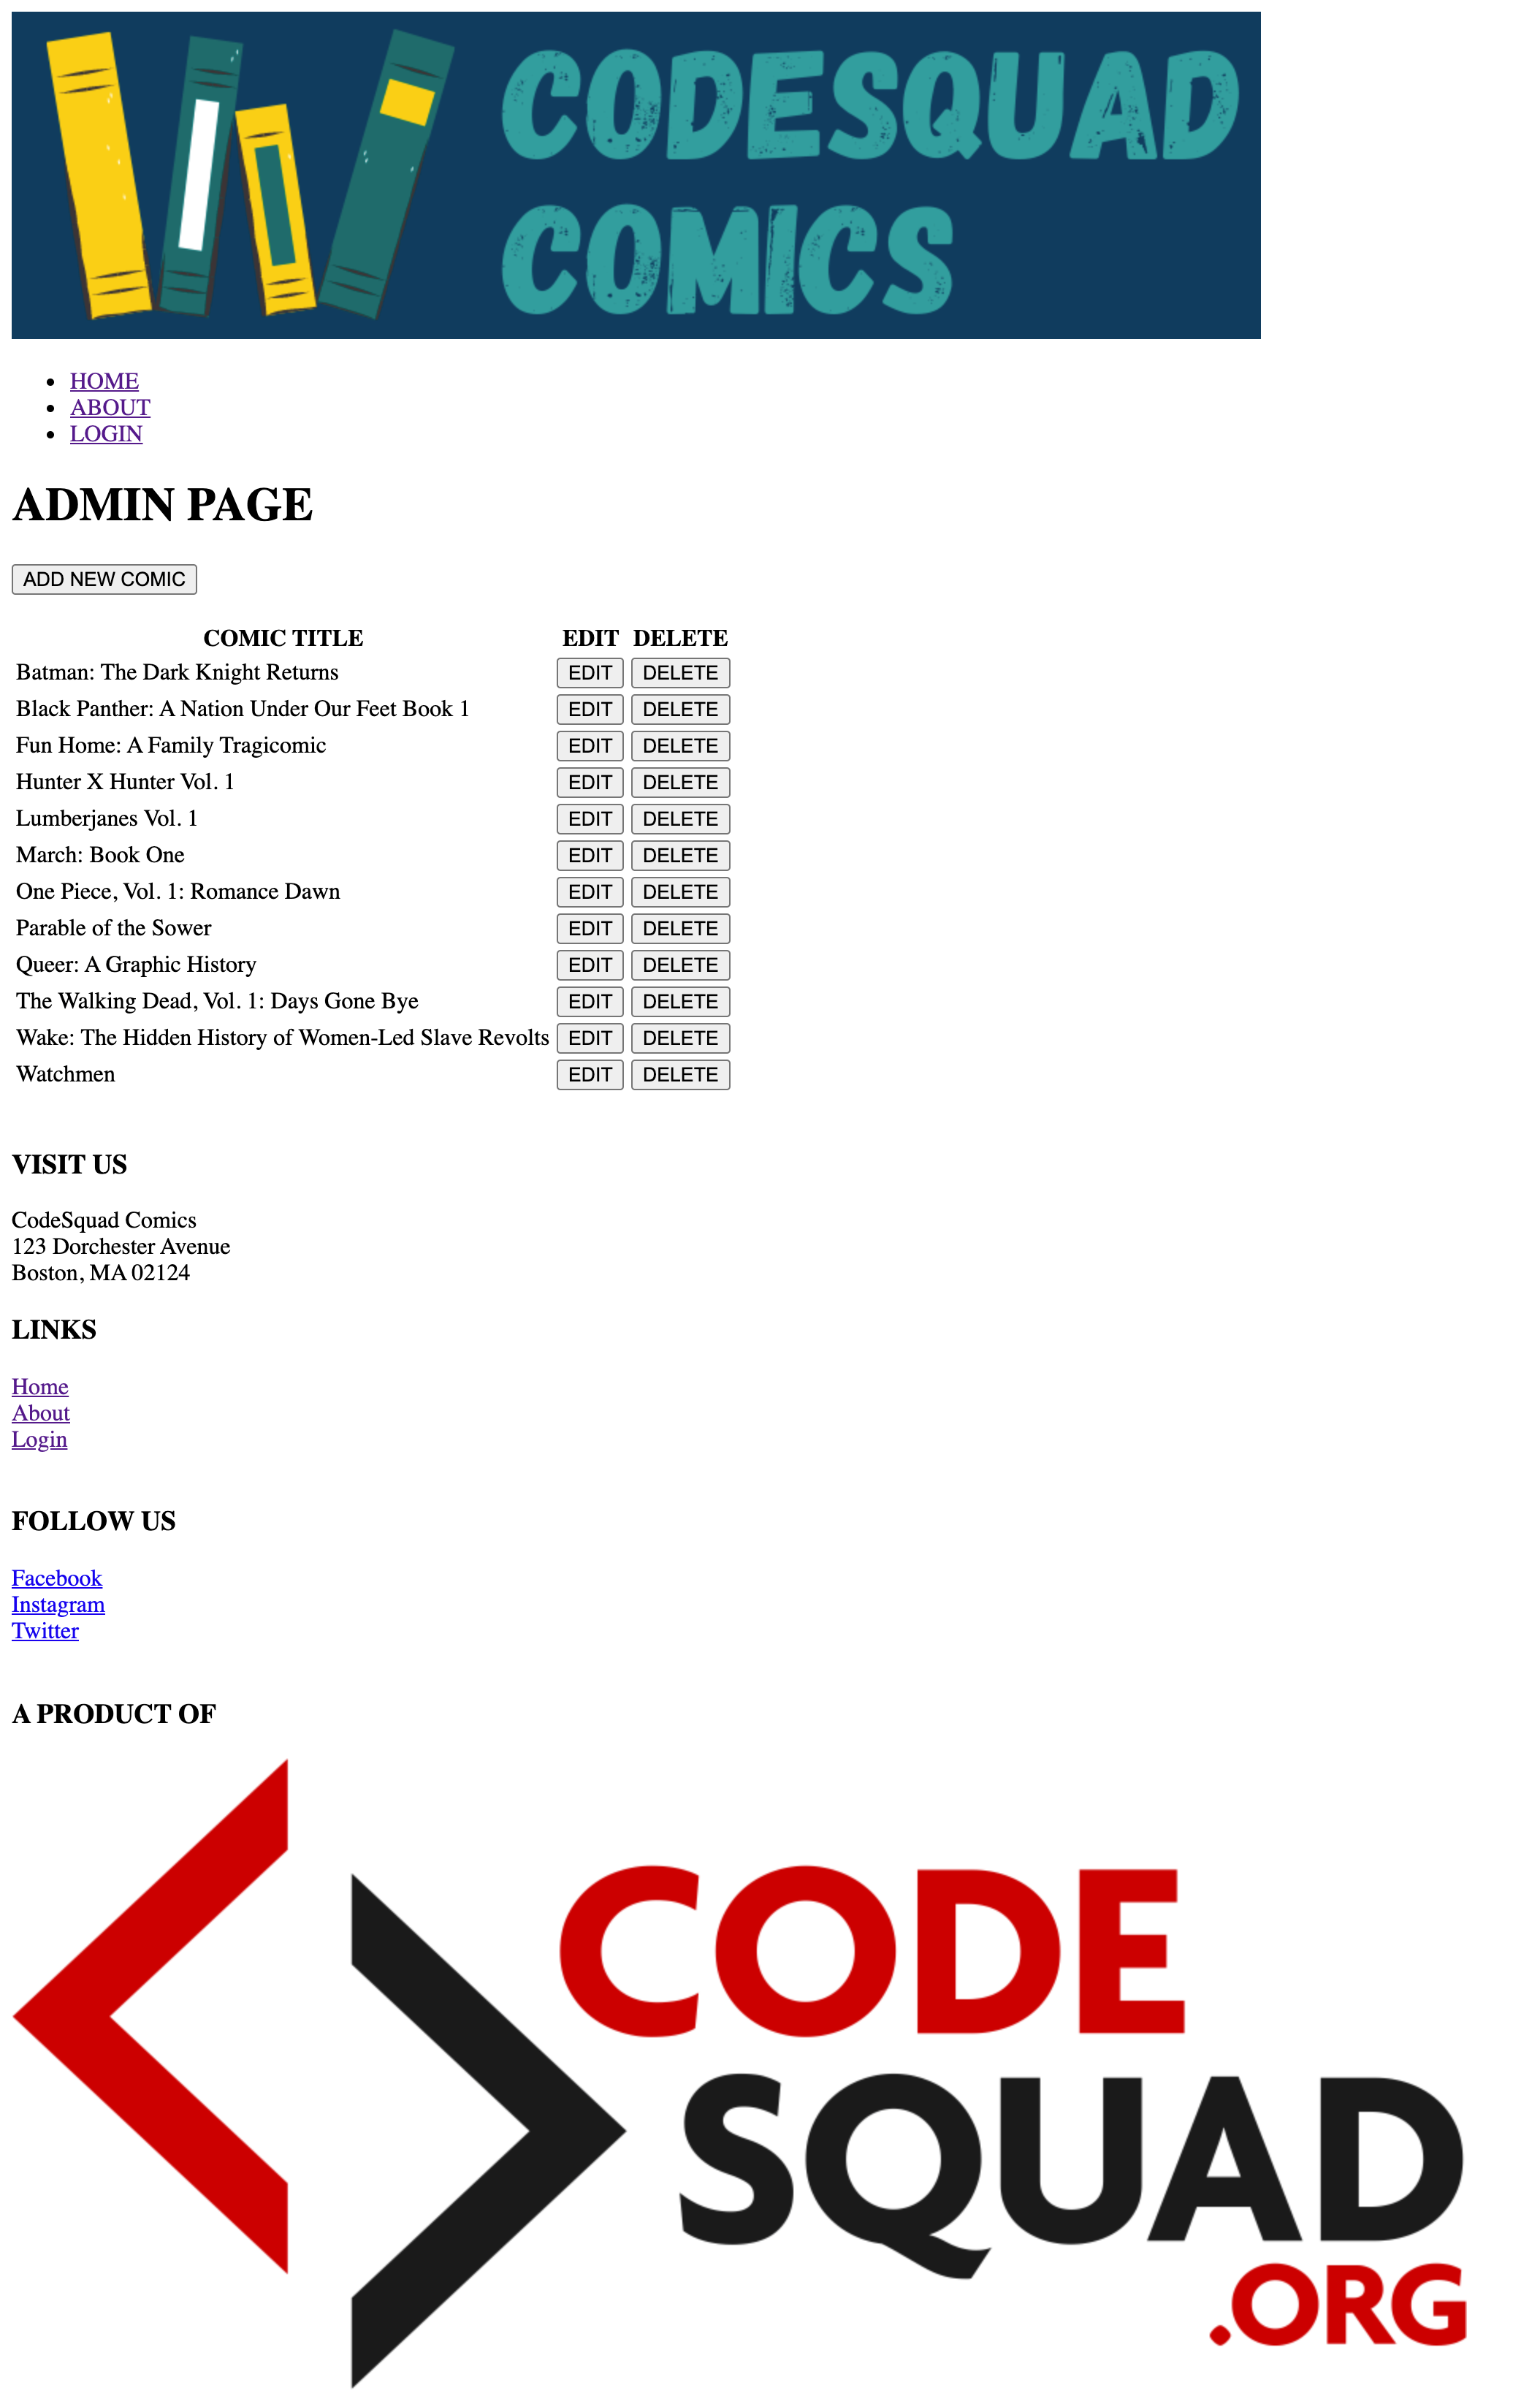 CODESQUAD
COMICS
HOME
ABOUT
LOGIN
ADMIN PAGE
ADD NEW COMIC
COMIC TITLE EDIT DELETE
Batman: The Dark Knight Returns EDIT DELETE
Black Panther: A Nation Under Our Feet Book 1 EDIT DELETE
Fun Home: A Family Tragicomic EDIT DELETE
Hunter X Hunter Vol. 1 EDIT DELETE
Lumberjanes Vol. 1 EDIT DELETE
March: Book One EDIT DELETE
One Piece, Vol. 1: Romance Dawn EDIT DELETE
Parable of the Sower EDIT DELETE
Queer: A Graphic History EDIT DELETE
The Walking Dead, Vol. 1: Days Gone Bye EDIT DELETE
Wake: The Hidden History of Women-Led Slave Revolts EDIT DELETE
Watchmen EDIT DELETE
VISIT US
CodeSquad Comics
123 Dorchester Avenue
Boston, MA 02124
LINKS
Home
About
Login
FOLLOW US
Facebook
Instagram
Twitter
A PRODUCT OF
CODE
SQUAD
.ORG